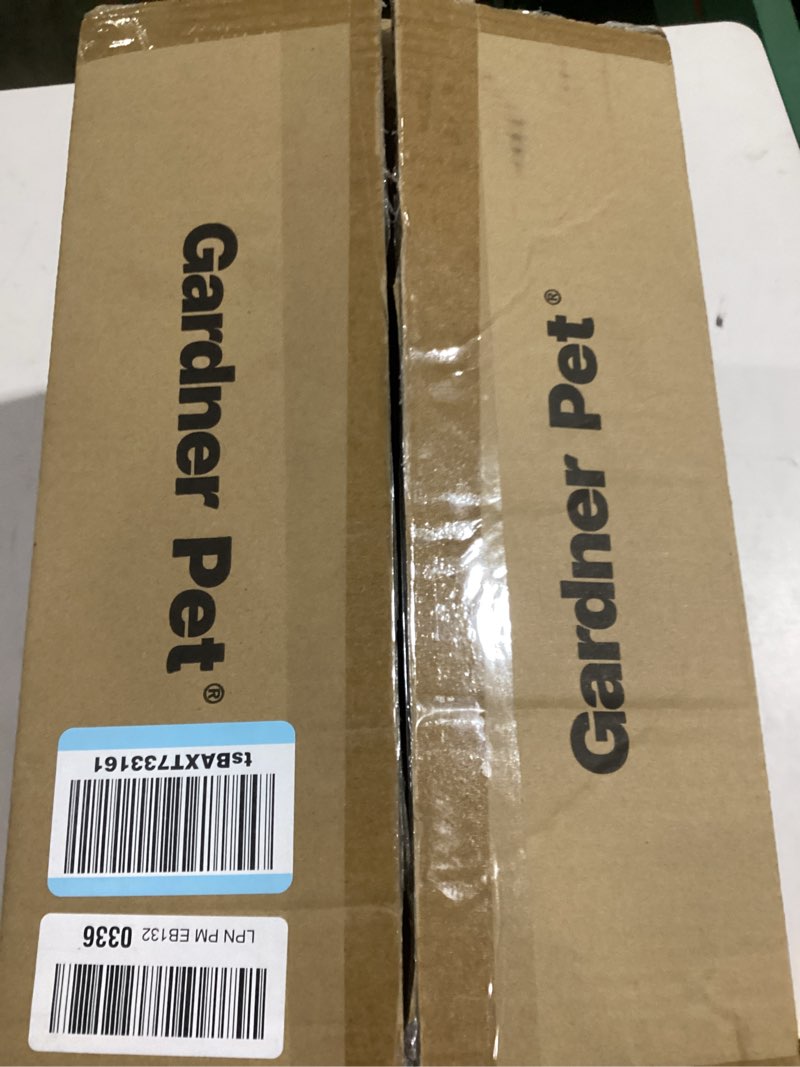 Gardner Pet®
Gardner Pet®
tsBAXT733161
LPN PM EB132 0336